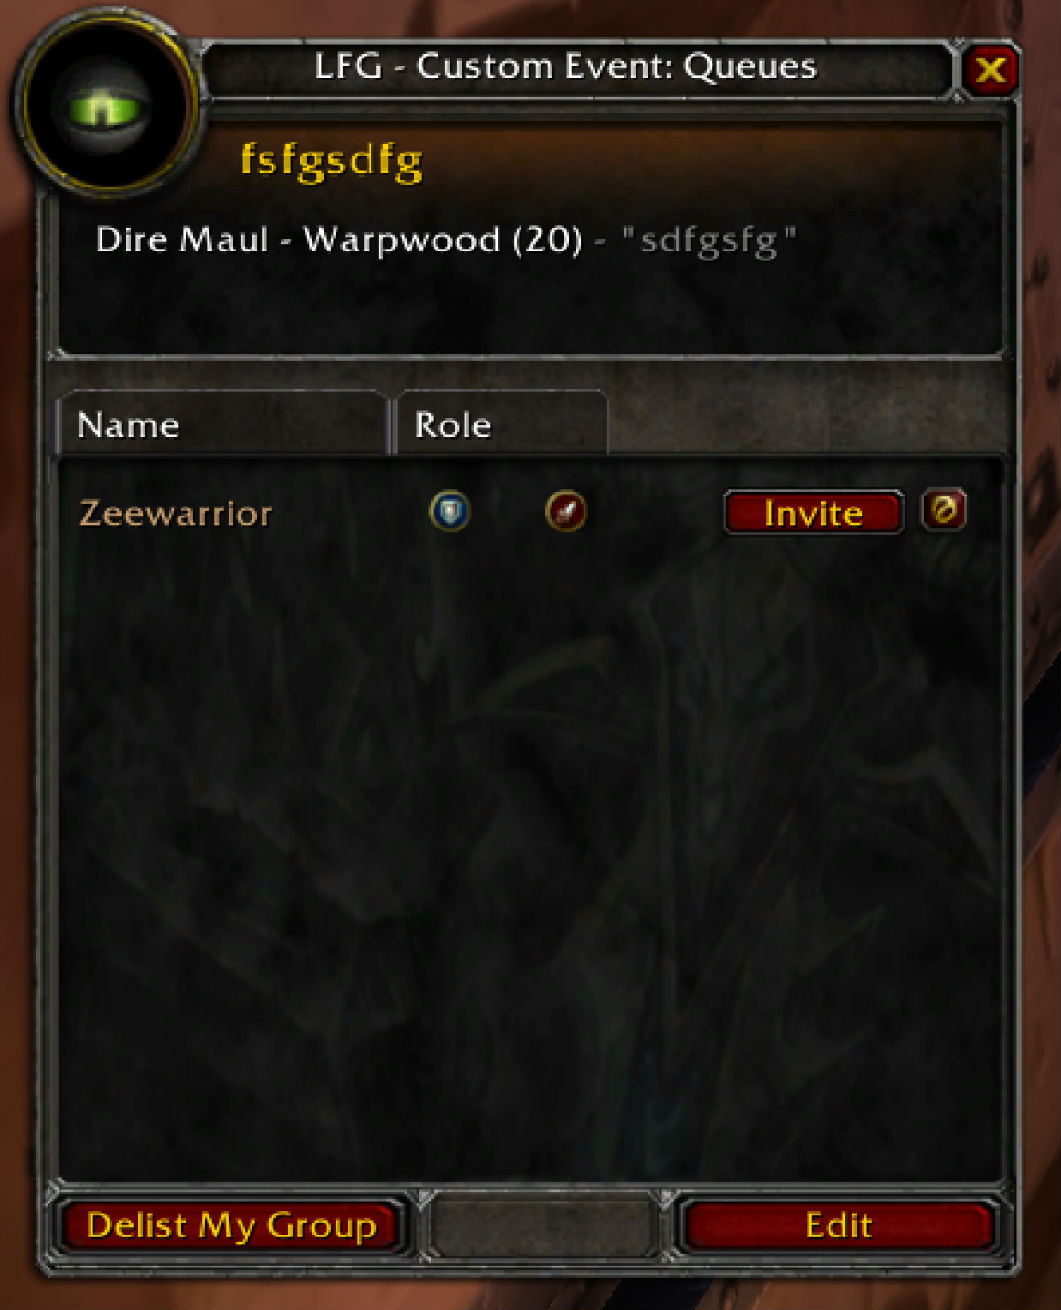 LFG - Custom Event: Queues
fsfgsdfg
Dire Maul - Warpwood (20) - "sdfgsfg"
Name Role
Zeewarrior Invite
Delist My Group Edit